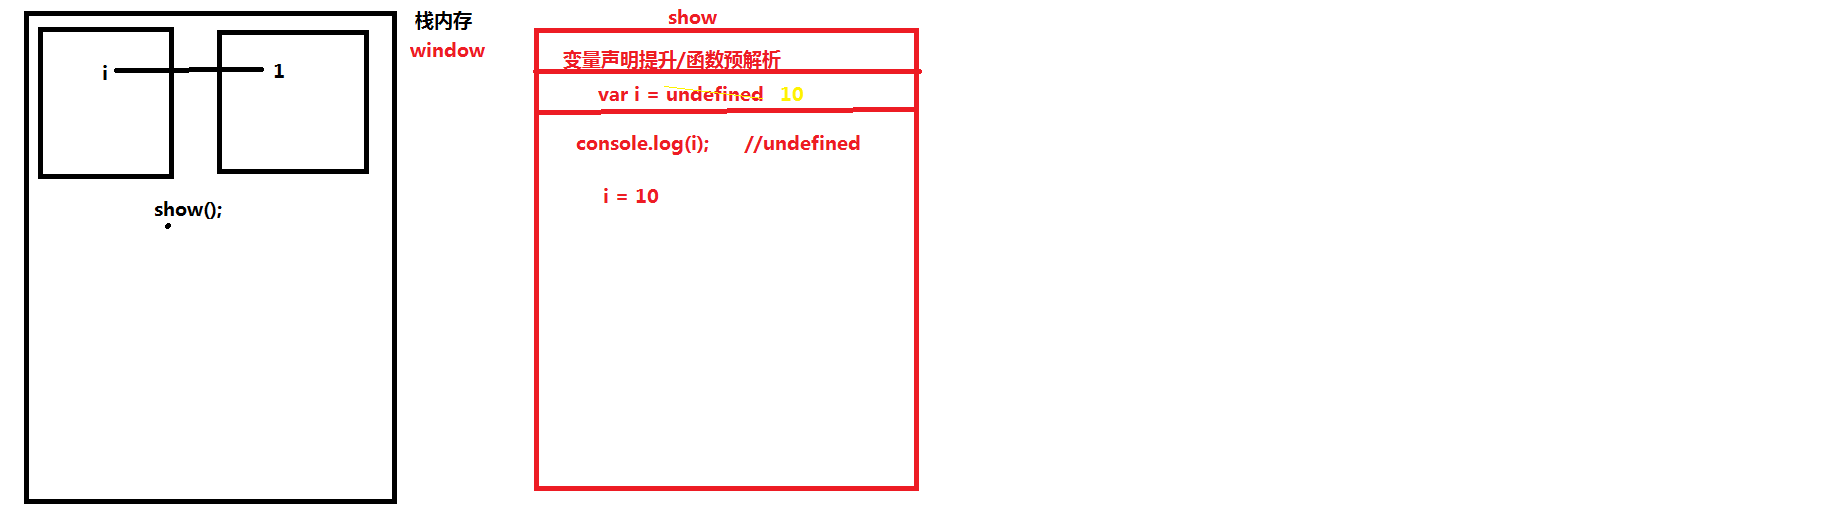 栈内存
window
i
1
show();
show
变量声明提升/函数预解析
var i = undefined 10
console.log(i); //undefined
i = 10